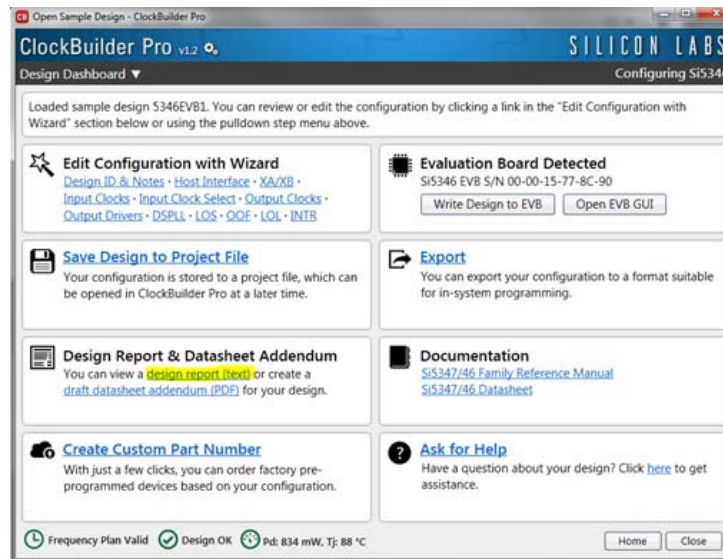 Open Sample Design - ClockBuilder Pro
ClockBuilder Pro v1.2
SILICON LABS
Design Dashboard ▼
Configuring Si5346
Loaded sample design 5346EVB1. You can review or edit the configuration by clicking a link in the "Edit Configuration with
Wizard" section below or using the pulldown step menu above.
Edit Configuration with Wizard
Design ID & Notes · Host Interface · XA/XB ·
Input Clocks · Input Clock Select · Output Clocks ·
Output Drivers · DSPLL · LOS · OOF · LOL · INTR
Evaluation Board Detected
Si5346 EVB S/N 00-00-15-77-8C-90
Write Design to EVB
Open EVB GUI
Save Design to Project File
Your configuration is stored to a project file, which can
be opened in ClockBuilder Pro at a later time.
Export
You can export your configuration to a format suitable
for in-system programming.
Design Report & Datasheet Addendum
You can view a design report (text) or create a
draft datasheet addendum (PDF) for your design.
Documentation
Si5347/46 Family Reference Manual
Si5347/46 Datasheet
Create Custom Part Number
With just a few clicks, you can order factory pre-
programmed devices based on your configuration.
Ask for Help
Have a question about your design? Click here to get
assistance.
Frequency Plan Valid
Design OK
Pd: 834 mW, Tj: 88 °C
Home
Close